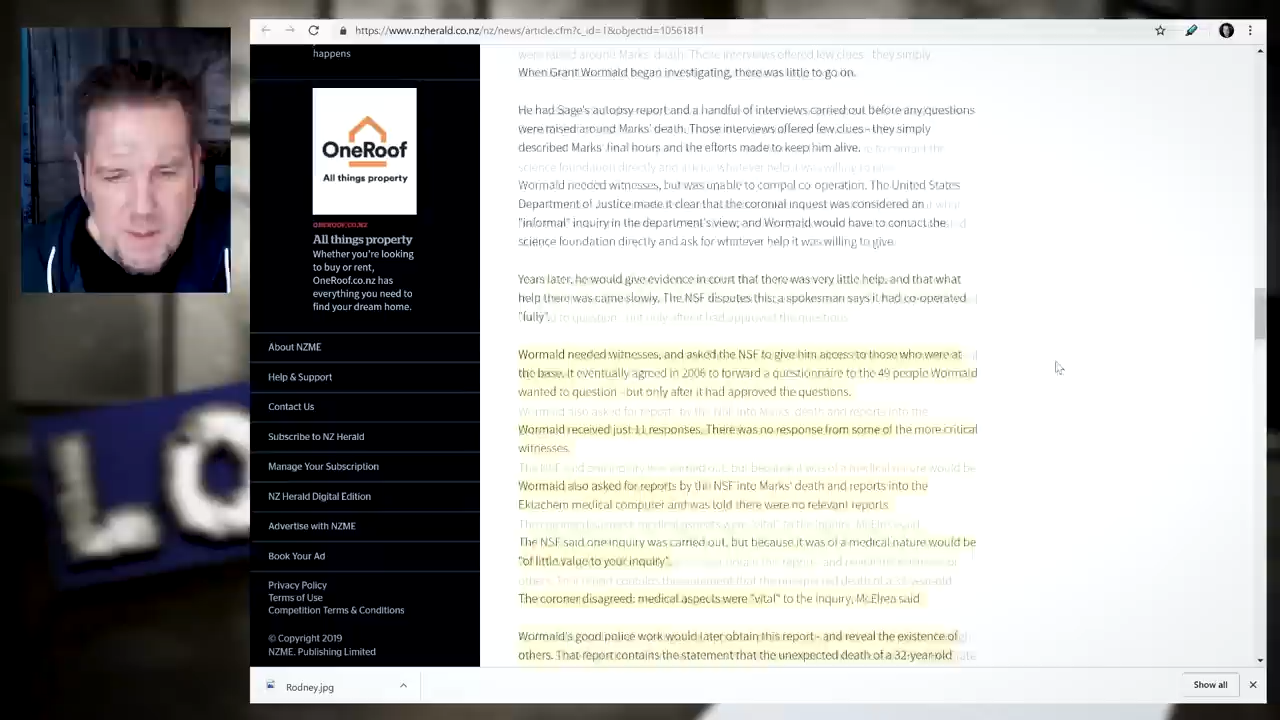 https://www.nzherald.co.nz/nz/news/article.cfm?c_id=1&objectid=10561811
happens
OneRoof
All things property
ONEROOF.CO.NZ
All things property
Whether you're looking
to buy or rent,
OneRoof.co.nz has
everything you need to
find your dream home.
About NZME
Help & Support
Contact Us
Subscribe to NZ Herald
Manage Your Subscription
NZ Herald Digital Edition
Advertise with NZME
Book Your Ad
Privacy Policy
Terms of Use
Competition Terms & Conditions
© Copyright 2019
NZME. Publishing Limited
were raised around Marks' death. Those interviews offered few clues - they simply
When Grant Wormald began investigating, there was little to go on.
He had Sage's autopsy report and a handful of interviews carried out before any questions
were raised around Marks' death. Those interviews offered few clues - they simply
described Marks' final hours and the efforts made to keep him alive.
Wormald needed witnesses, but was unable to compel co-operation. The United States
Department of Justice made it clear that the coronial inquest was considered an
"informal" inquiry in the department's view; and Wormald would have to contact the
science foundation directly and ask for whatever help it was willing to give.
Years later, he would give evidence in court that there was very little help, and that what
help there was came slowly. The NSF disputes this; a spokesman says it had co-operated
"fully".
Wormald needed witnesses, and asked the NSF to give him access to those who were at
the base. It eventually agreed in 2006 to forward a questionnaire to the 49 people Wormald
wanted to question - but only after it had approved the questions.
Wormald received just 11 responses. There was no response from some of the more critical
witnesses.
Wormald also asked for reports by the NSF into Marks' death and reports into the
Ektachem medical computer and was told there were no relevant reports.
The NSF said one inquiry was carried out, but because it was of a medical nature would be
"of little value to your inquiry".
The coroner disagreed: medical aspects were "vital" to the inquiry, McElrea said.
Wormald's good police work would later obtain this report - and reveal the existence of
others. That report contains the statement that the unexpected death of a 32-year-old
Rodney.jpg
Show all
LO